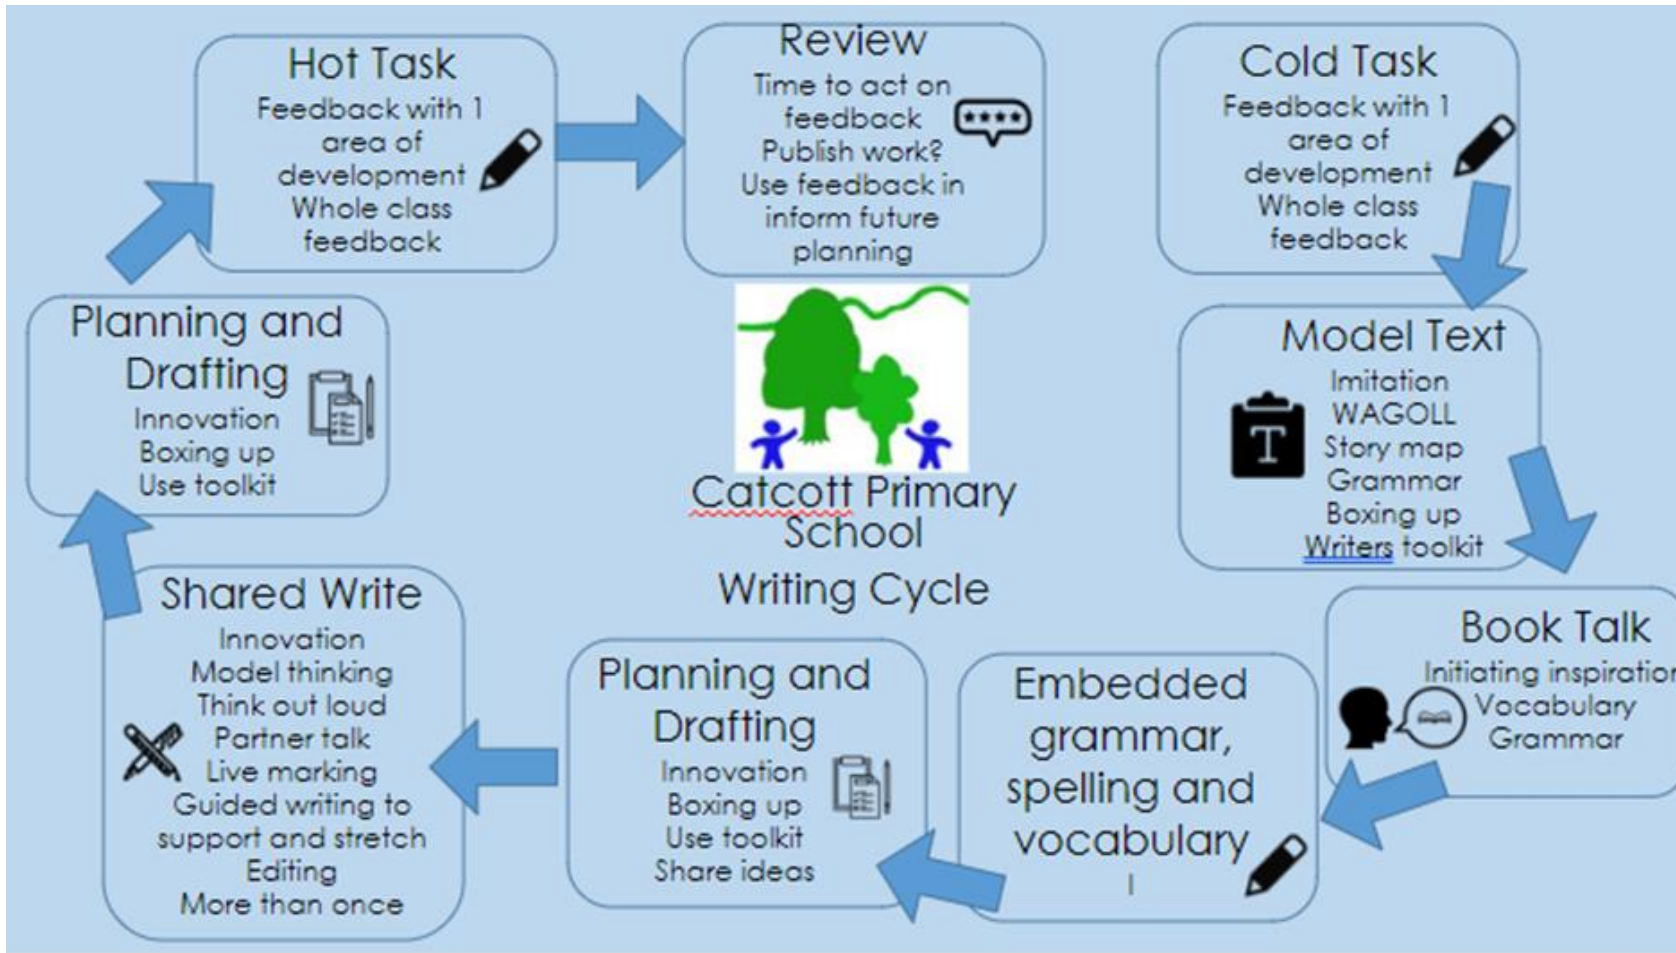 Hot Task
Feedback with 1
area of
development
Whole class
feedback
Review
Time to act on
feedback
Publish work?
Use feedback in
inform future
planning
Cold Task
Feedback with 1
area of
development
Whole class
feedback
Model Text
Imitation
WAGOLL
Story map
Grammar
Boxing up
Writers toolkit
T
Book Talk
Initiating inspiration
Vocabulary
Grammar
Embedded
grammar,
spelling and
vocabulary
Planning and
Drafting
Innovation
Boxing up
Use toolkit
Share ideas
Shared Write
Innovation
Model thinking
Think out loud
Partner talk
Live marking
Guided writing to
support and stretch
Editing
More than once
Planning and
Drafting
Innovation
Boxing up
Use toolkit
Catcott Primary
School
Writing Cycle